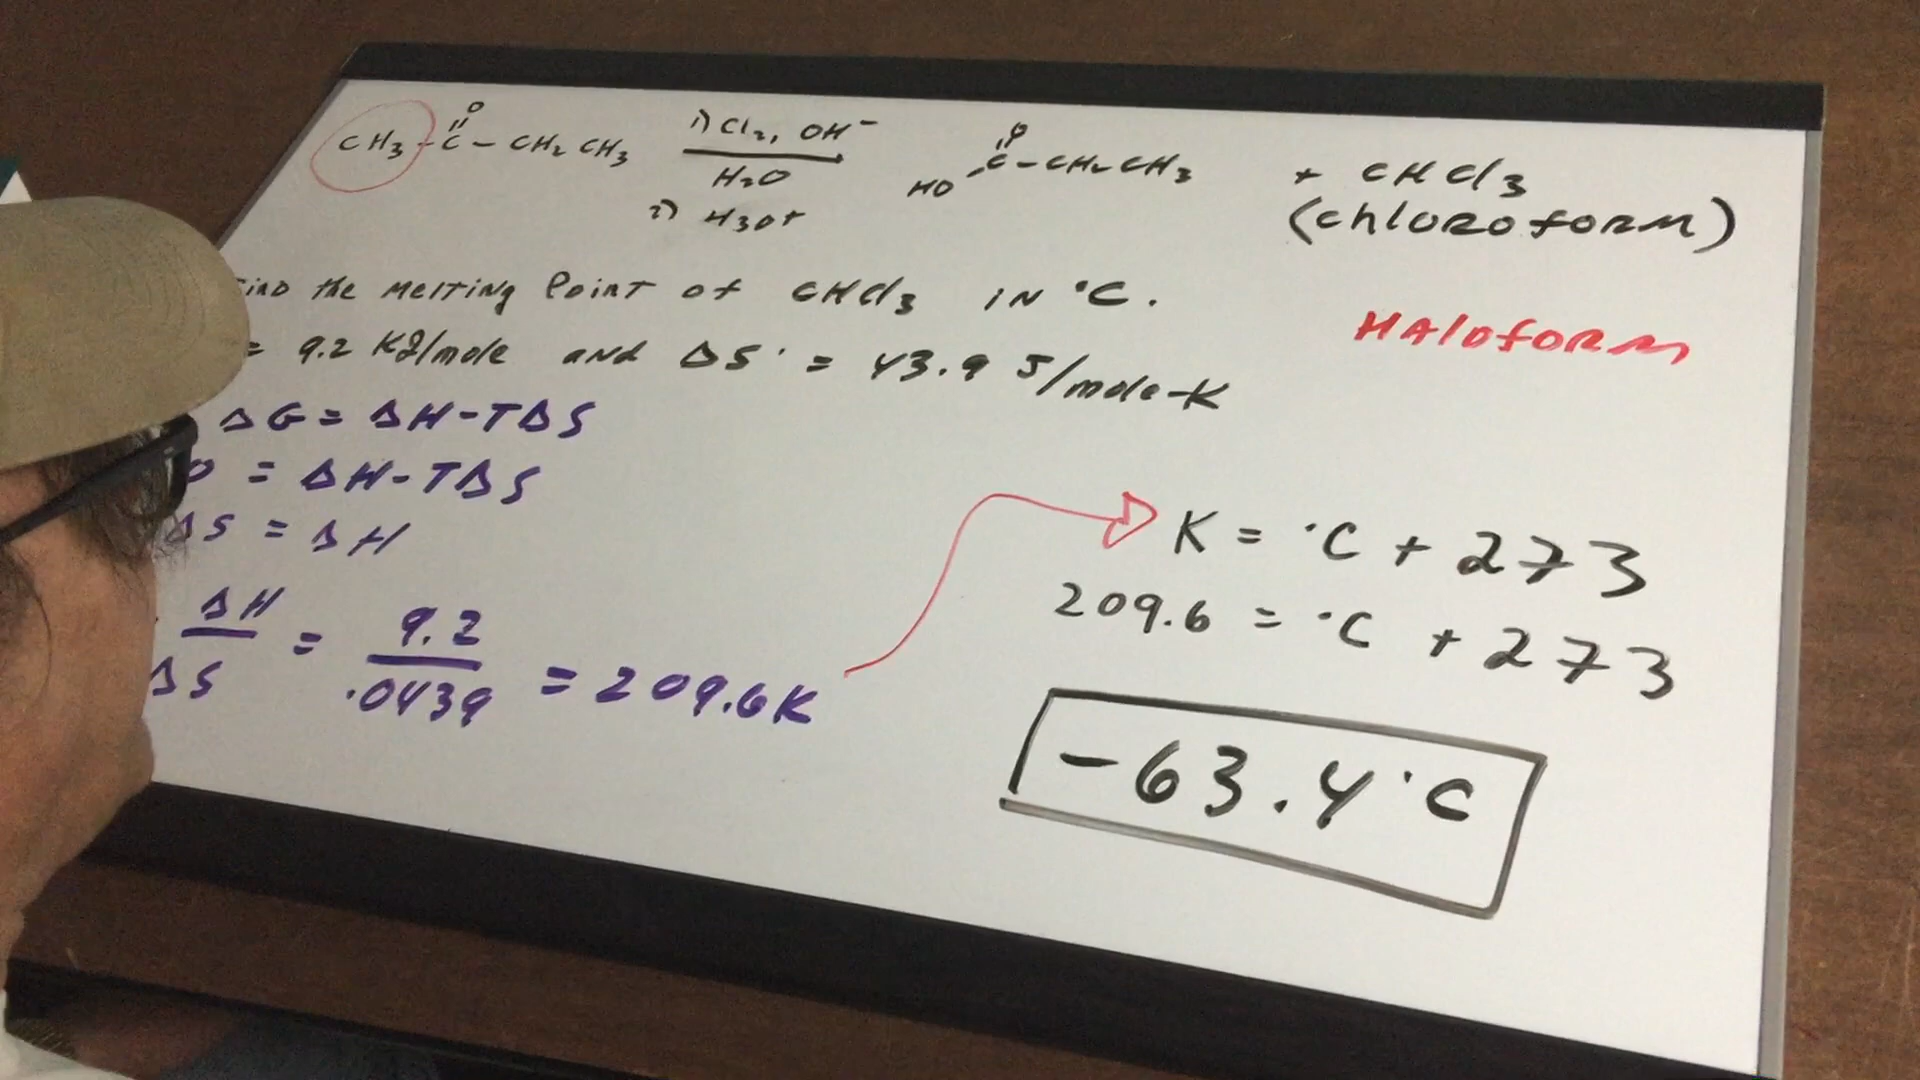 O O
CH3-C-CH2CH3 1) Cl2, OH- C-CH2CH3 + CHCl3
H2O HO (chloroform)
2) H3O+
the Melting Point of CHCl3 in °C.
HAloform
= 9.2 KJ/mole and ΔS° = 43.9 J/mole-K
ΔG = ΔH-TΔS
0 = ΔH-TΔS
ΔS = ΔH
K = °C + 273
ΔH/ΔS = 9.2/.0439 = 209.6K
209.6 = °C + 273
-63.4°C